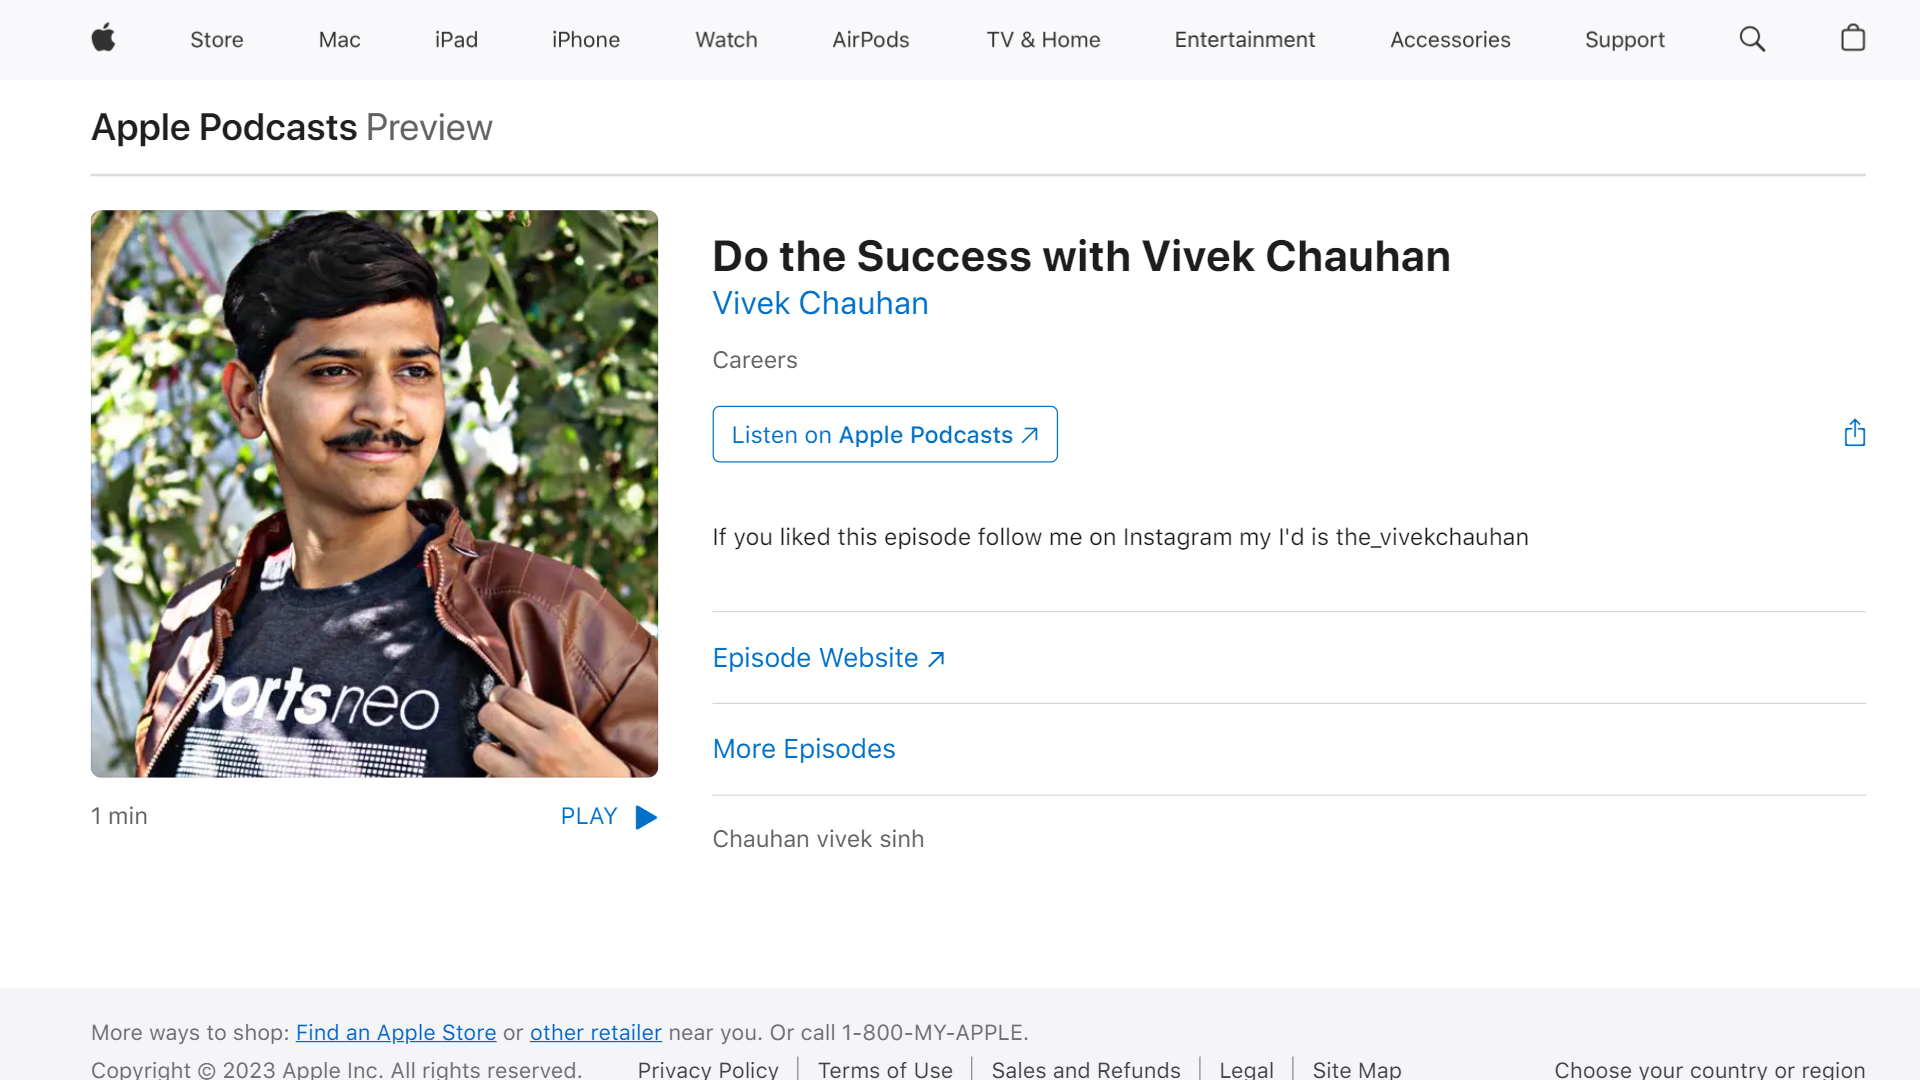 Store Mac iPad iPhone Watch AirPods TV & Home Entertainment Accessories Support
Apple Podcasts Preview
Do the Success with Vivek Chauhan
Vivek Chauhan
Careers
Listen on Apple Podcasts
If you liked this episode follow me on Instagram my I'd is the_vivekchauhan
Episode Website
More Episodes
Chauhan vivek sinh
portsneo
1 min PLAY
More ways to shop: Find an Apple Store or other retailer near you. Or call 1-800-MY-APPLE.
Copyright © 2023 Apple Inc. All rights reserved. Privacy Policy Terms of Use Sales and Refunds Legal Site Map Choose your country or region